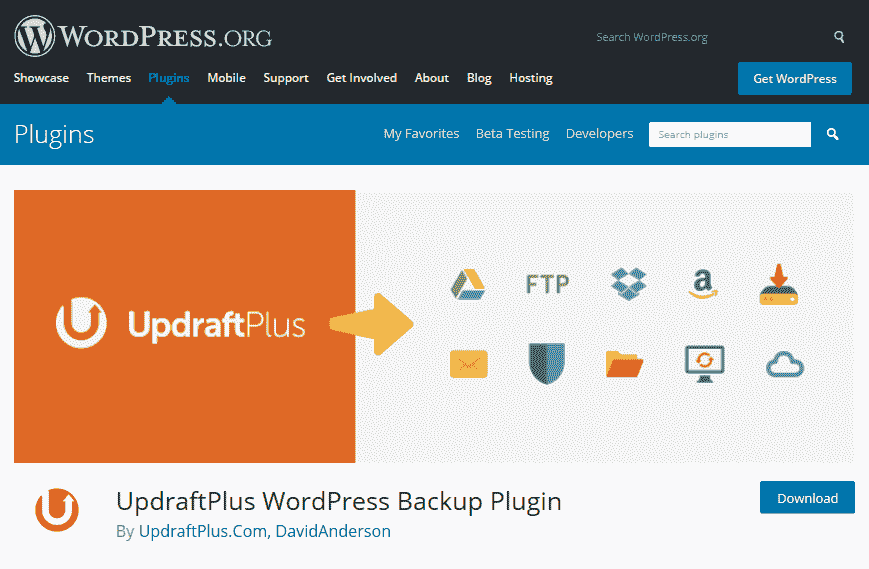 WORDPRESS.ORG
Search WordPress.org
Showcase Themes Plugins Mobile Support Get Involved About Blog Hosting
Get WordPress
Plugins
My Favorites Beta Testing Developers
Search plugins
UpdraftPlus
FTP
a
UpdraftPlus WordPress Backup Plugin
Download
By UpdraftPlus.Com, DavidAnderson